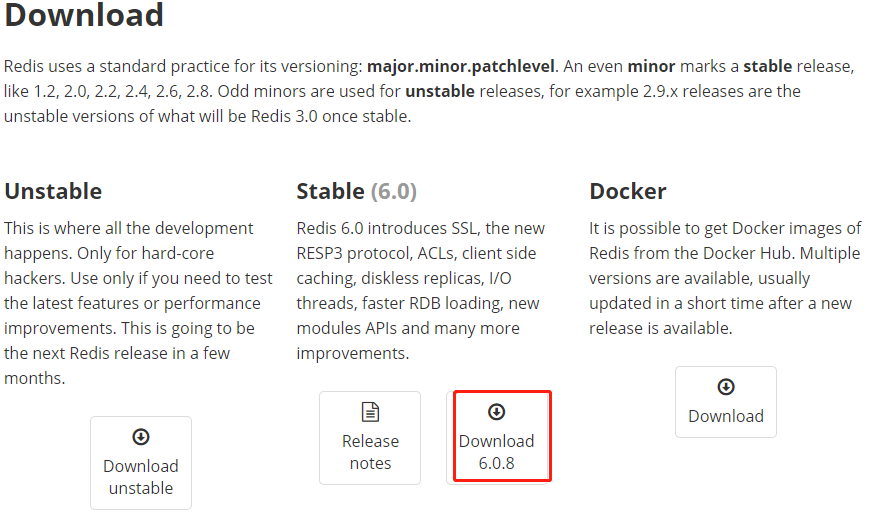 Download
Redis uses a standard practice for its versioning: major.minor.patchlevel. An even minor marks a stable release,
like 1.2, 2.0, 2.2, 2.4, 2.6, 2.8. Odd minors are used for unstable releases, for example 2.9.x releases are the
unstable versions of what will be Redis 3.0 once stable.
Unstable
This is where all the development
happens. Only for hard-core
hackers. Use only if you need to test
the latest features or performance
improvements. This is going to be
the next Redis release in a few
months.
Download
unstable
Stable (6.0)
Redis 6.0 introduces SSL, the new
RESP3 protocol, ACLs, client side
caching, diskless replicas, I/O
threads, faster RDB loading, new
modules APIs and many more
improvements.
Release
notes
Download
6.0.8
Docker
It is possible to get Docker images of
Redis from the Docker Hub. Multiple
versions are available, usually
updated in a short time after a new
release is available.
Download